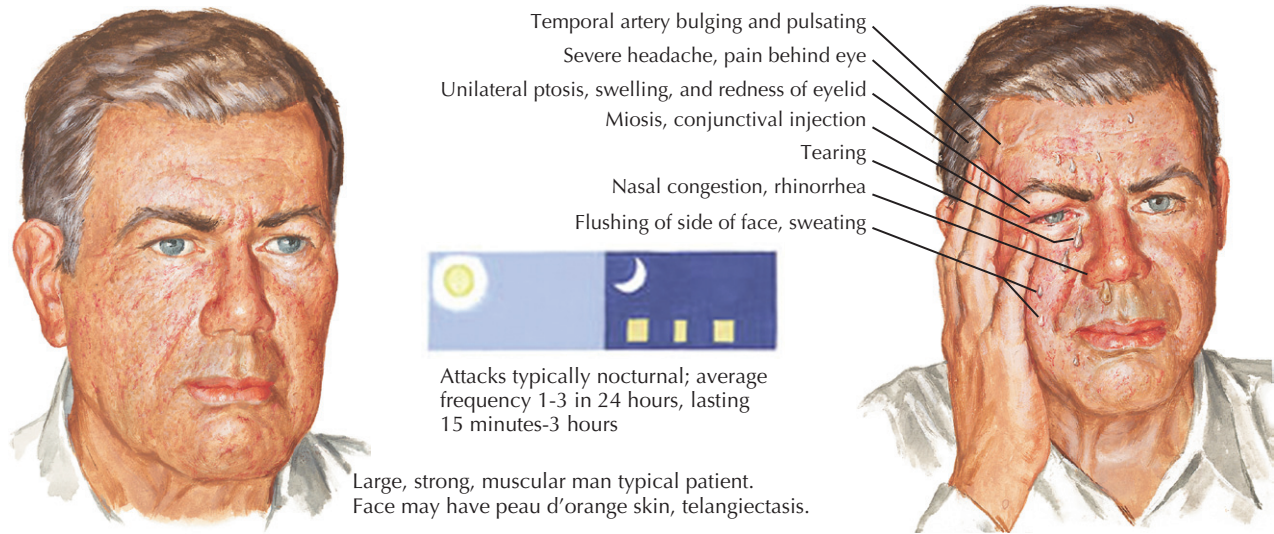 Temporal artery bulging and pulsating
Severe headache, pain behind eye
Unilateral ptosis, swelling, and redness of eyelid
Miosis, conjunctival injection
Tearing
Nasal congestion, rhinorrhea
Flushing of side of face, sweating
Attacks typically nocturnal; average
frequency 1-3 in 24 hours, lasting
15 minutes-3 hours
Large, strong, muscular man typical patient.
Face may have peau d’orange skin, telangiectasis.